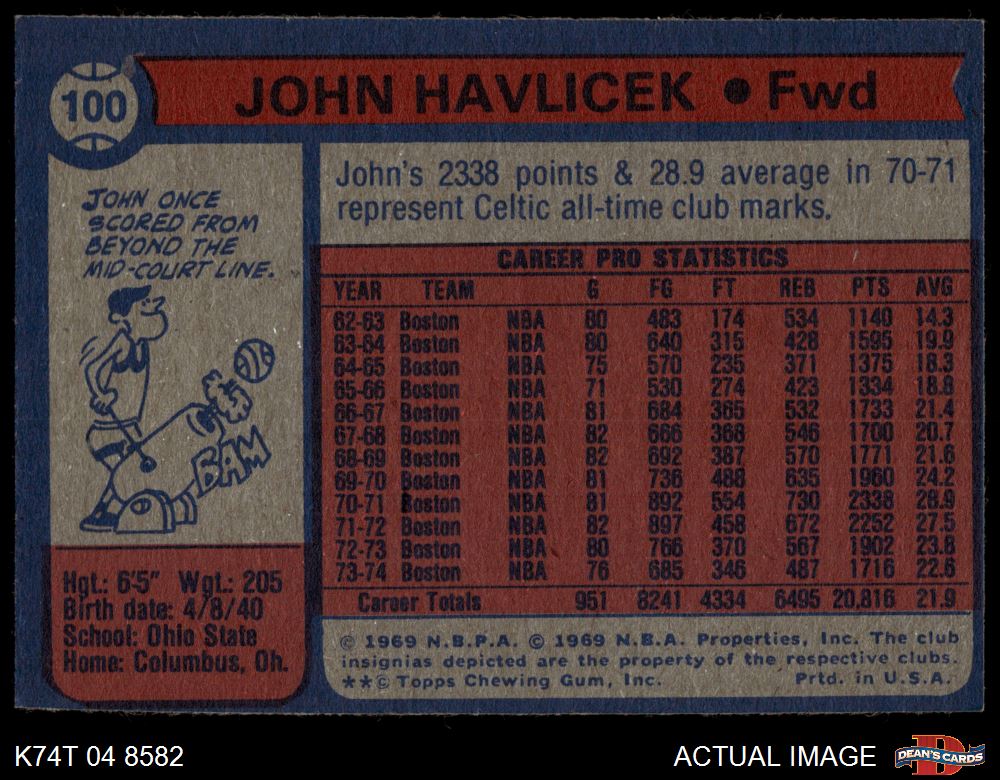 100
JOHN HAVLICEK ● Fwd
John's 2338 points & 28.9 average in 70-71
represent Celtic all-time club marks.
JOHN ONCE
SCORED FROM
BEYOND THE
MID-COURT LINE.
BAM
Hgt.: 6'5" Wgt.: 205
Birth date: 4/8/40
School: Ohio State
Home: Columbus, Oh.
CAREER PRO STATISTICS
YEAR TEAM G FG FT REB PTS AVG
62-63 Boston NBA 80 483 174 534 1140 14.3
63-64 Boston NBA 80 640 315 428 1595 19.9
64-65 Boston NBA 75 570 235 371 1375 18.3
65-66 Boston NBA 71 530 274 423 1334 18.8
66-67 Boston NBA 81 684 365 532 1733 21.4
67-68 Boston NBA 82 666 368 546 1700 20.7
68-69 Boston NBA 82 692 387 570 1771 21.6
69-70 Boston NBA 81 736 488 635 1960 24.2
70-71 Boston NBA 81 892 554 730 2338 28.9
71-72 Boston NBA 82 897 458 672 2252 27.5
72-73 Boston NBA 80 766 370 567 1902 23.8
73-74 Boston NBA 76 685 346 487 1716 22.6
Career Totals 951 8241 4334 6495 20,816 21.9
© 1969 N.B.P.A. © 1969 N.B.A. Properties, Inc. The club
insignias depicted are the property of the respective clubs.
**© Topps Chewing Gum, Inc. Prtd. in U.S.A.
K74T 04 8582
ACTUAL IMAGE
D
DEAN'S CARDS